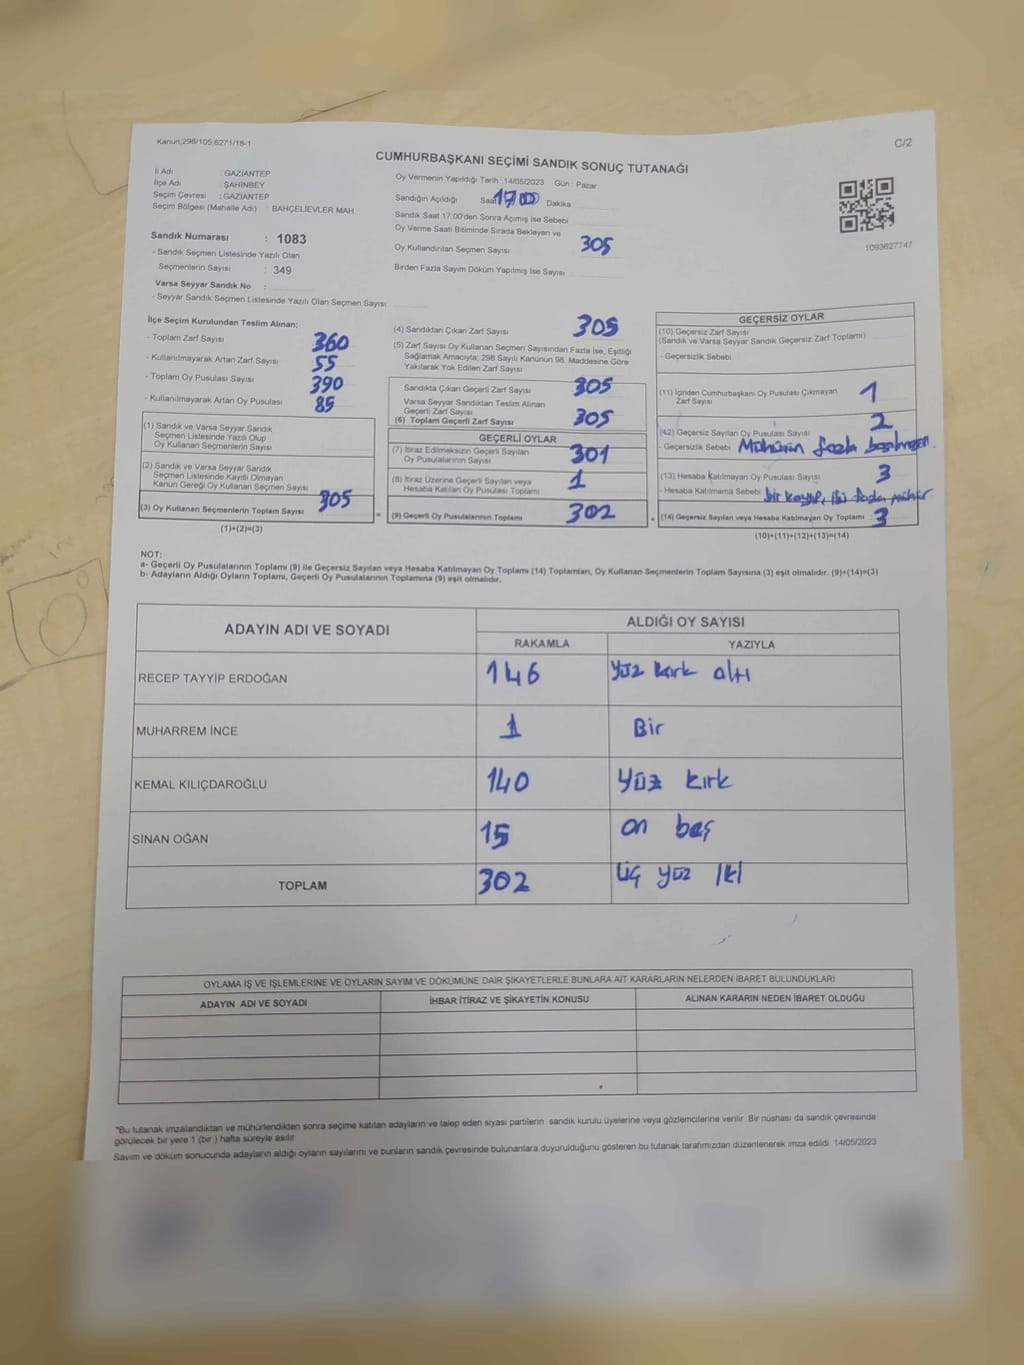 Kanun;298/105,6271/18-1
C/2
CUMHURBAŞKANI SEÇİMİ SANDIK SONUÇ TUTANAĞI
İl Adı : GAZİANTEP
İlçe Adı : ŞAHİNBEY
Seçim Çevresi : GAZİANTEP
Seçim Bölgesi (Mahalle Adı) : BAHÇELİEVLER MAH.
Sandık Numarası : 1083
- Sandık Seçmen Listesinde Yazılı Olan
Seçmenlerin Sayısı : 349
Varsa Seyyar Sandık No :
- Seyyar Sandık Seçmen Listesinde Yazılı Olan Seçmen Sayısı:
Oy Vermenin Yapıldığı Tarih :14/05/2023 Gün : Pazar
Sandığın Açıldığı Saat 17 00 Dakika
Sandık Saat 17.00'den Sonra Açımış İse Sebebi
Oy Verme Saati Bitiminde Sırada Bekleyen ve
Oy Kullandırılan Seçmen Sayısı 305
Birden Fazla Sayım Döküm Yapılmış İse Sayısı
1093627747
İlçe Seçim Kurulundan Teslim Alınan;
- Toplam Zarf Sayısı 360
- Kullanılmayarak Artan Zarf Sayısı 55
- Toplam Oy Pusulası Sayısı 390
- Kullanılmayarak Artan Oy Pusulası 85
(1) Sandık ve Varsa Seyyar Sandık
Seçmen Listesinde Yazılı Olup
Oy Kullanan Seçmenlerin Sayısı
(2) Sandık ve Varsa Seyyar Sandık
Seçmen Listesinde Kayıtlı Olmayan
Kanun Gereği Oy Kullanan Seçmen Sayısı
(3) Oy Kullanan Seçmenlerin Toplam Sayısı 305
(1)+(2)=(3)
(4) Sandıktan Çıkan Zarf Sayısı 305
(5) Zarf Sayısı Oy Kullanan Seçmen Sayısından Fazla İse, Eşitliği
Sağlamak Amacıyla; 298 Sayılı Kanunun 98. Maddesine Göre
Yakılarak Yok Edilen Zarf Sayısı
Sandıkta Çıkan Geçerli Zarf Sayısı 305
Varsa Seyyar Sandıktan Teslim Alınan
Geçerli Zarf Sayısı
(6) Toplam Geçerli Zarf Sayısı 305
GEÇERLİ OYLAR
(7) İtiraz Edilmeksizin Geçerli Sayılan
Oy Pusulalarının Sayısı 301
(8) İtiraz Üzerine Geçerli Sayılan veya
Hesaba Katılan Oy Pusulası Toplamı 1
= (9) Geçerli Oy Pusulalarının Toplamı 302 +
GEÇERSİZ OYLAR
(10) Geçersiz Zarf Sayısı
(Sandık ve Varsa Seyyar Sandık Geçersiz Zarf Toplamı)
- Geçersizlik Sebebi
(11) İçinden Cumhurbaşkanı Oy Pusulası Çıkmayan
Zarf Sayısı 1
(12) Geçersiz Sayılan Oy Pusulası Sayısı 2
- Geçersizlik Sebebi Mühürün fazla
(13) Hesaba Katılmayan Oy Pusulası Sayısı 3
- Hesaba Katılmama Sebebi bir kayıp, fazla mühür
(14) Geçersiz Sayılan veya Hesaba Katılmayan Oy Toplamı 3
(10)+(11)+(12)+(13)=(14)
NOT:
a- Geçerli Oy Pusulalarının Toplamı (9) ile Geçersiz Sayılan veya Hesaba Katılmayan Oy Toplamı (14) Toplamları, Oy Kullanan Seçmenlerin Toplam Sayısına (3) eşit olmalıdır. (9)+(14)=(3)
b- Adayların Aldığı Oyların Toplamı, Geçerli Oy Pusulalarının Toplamına (9) eşit olmalıdır.
ADAYIN ADI VE SOYADI
ALDIĞI OY SAYISI
RAKAMLA YAZIYLA
RECEP TAYYİP ERDOĞAN 146 yüz kırk altı
MUHARREM İNCE 1 Bir
KEMAL KILIÇDAROĞLU 140 yüz kırk
SİNAN OĞAN 15 on beş
TOPLAM 302 üç yüz iki
OYLAMA İŞ VE İŞLEMLERİNE VE OYLARIN SAYIM VE DÖKÜMÜNE DAİR ŞİKAYETLERLE BUNLARA AİT KARARLARIN NELERDEN İBARET BULUNDUKLARI
ADAYIN ADI VE SOYADI İHBAR İTİRAZ VE ŞİKAYETİN KONUSU ALINAN KARARIN NEDEN İBARET OLDUĞU
*Bu tutanak imzalandıktan ve mühürlendikten sonra seçime katılan adayların ve talep eden siyasi partilerin sandık kurulu üyelerine veya gözlemcilerine verilir. Bir nüshası da sandık çevresinde
görülecek bir yere 1 (bir ) hafta süreyle asılır.
Sayım ve döküm sonucunda adayların aldığı oyların sayılarını ve bunların sandık çevresinde bulunanlara duyurulduğunu gösteren bu tutanak tarafımızdan düzenlenerek imza edildi. 14/05/2023